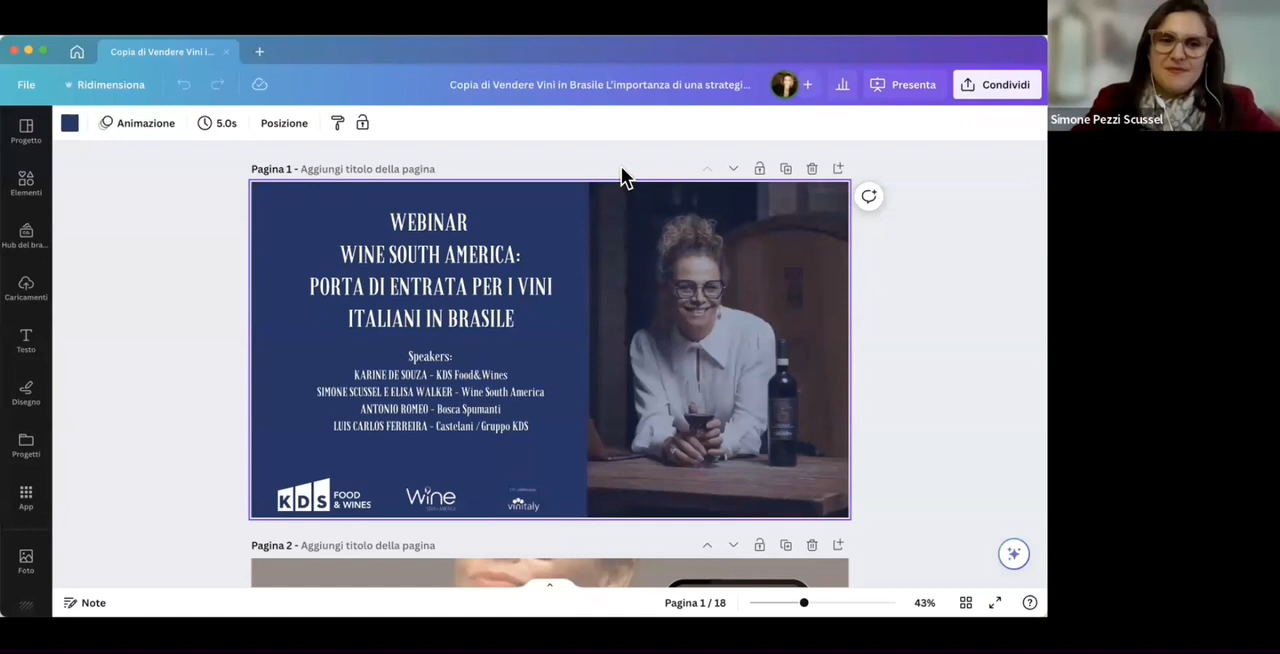 Simone Pezzi Scussel
Copia di Vendere Vini i...
File
Ridimensiona
Copia di Vendere Vini in Brasile L'importanza di una strategi...
Presenta
Condividi
Animazione
5.0s
Posizione
Progetto
Elementi
Hub del bra...
Caricamenti
Testo
Disegno
Progetti
App
Foto
Pagina 1 - Aggiungi titolo della pagina
WEBINAR
WINE SOUTH AMERICA:
PORTA DI ENTRATA PER I VINI
ITALIANI IN BRASILE
Speakers:
KARINE DE SOUZA - KDS Food&Wines
SIMONE SCUSSEL E ELISA WALKER - Wine South America
ANTONIO ROMEO - Bosca Spumanti
LUIS CARLOS FERREIRA - Castelani / Gruppo KDS
KDS FOOD & WINES
Wine
vinitaly
Pagina 2 - Aggiungi titolo della pagina
Note
Pagina 1 / 18
43%